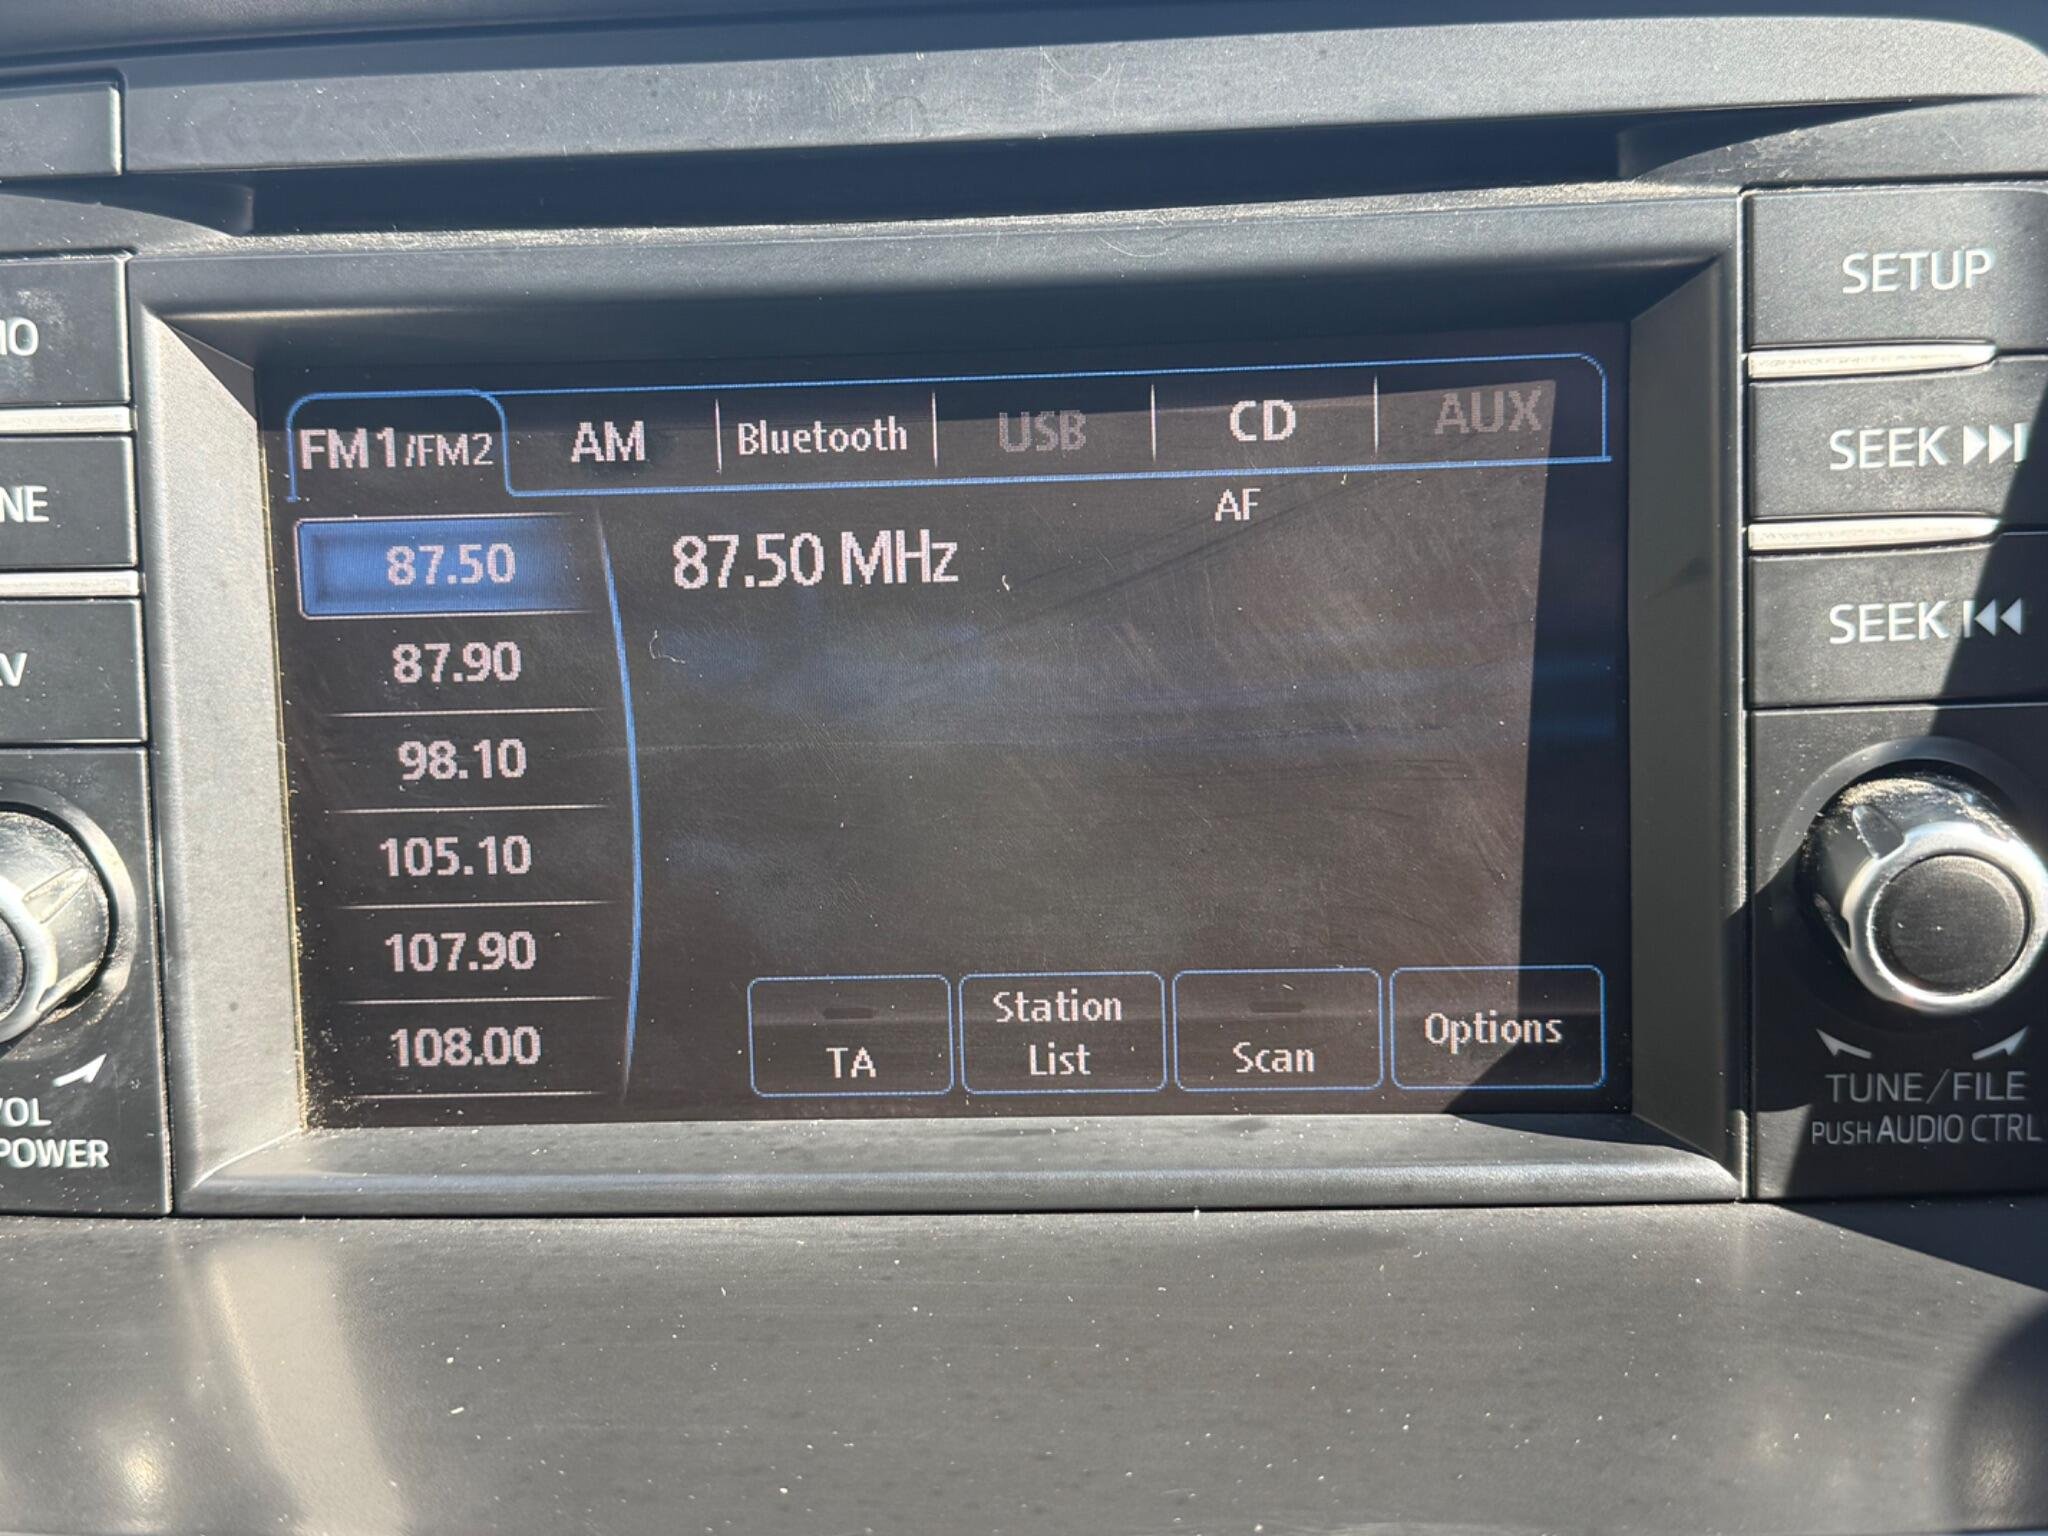 FM1/FM2 AM Bluetooth USB CD AUX
AF
87.50 87.50 MHz
87.90
98.10
105.10
107.90
108.00
TA Station List Scan Options
SETUP
SEEK
SEEK
TUNE/FILE
PUSH AUDIO CTRL
POWER